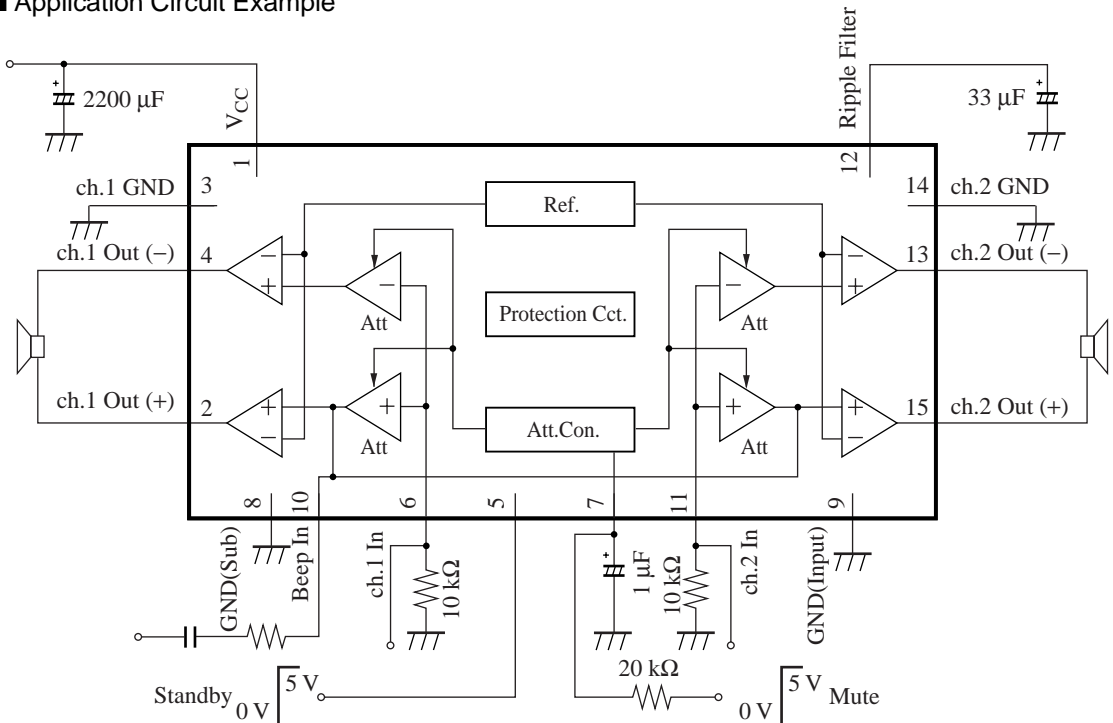 ■ Application Circuit Example
Ripple Filter
2200 μF
VCC
33 μF
1
12
ch.1 GND
3
14
ch.2 GND
Ref.
ch.1 Out (−)
4
−
+
−
−
−
+
13
ch.2 Out (−)
Att
Protection Cct.
Att
ch.1 Out (+)
2
+
−
+
+
+
−
15
ch.2 Out (+)
Att
Att.Con.
Att
8
10
6
5
7
11
9
GND(Sub)
Beep In
ch.1 In
10 kΩ
+
1 μF
10 kΩ
ch.2 In
GND(Input)
+
+
20 kΩ
Standby
0 V
5 V
0 V
5 V
Mute